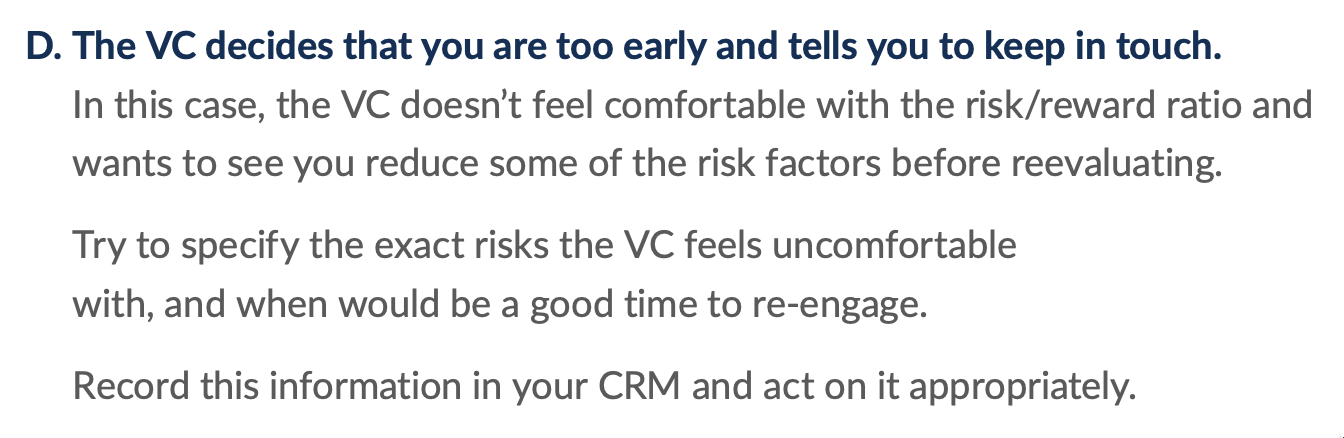 D. The VC decides that you are too early and tells you to keep in touch.
In this case, the VC doesn’t feel comfortable with the risk/reward ratio and
wants to see you reduce some of the risk factors before reevaluating.
Try to specify the exact risks the VC feels uncomfortable
with, and when would be a good time to re-engage.
Record this information in your CRM and act on it appropriately.